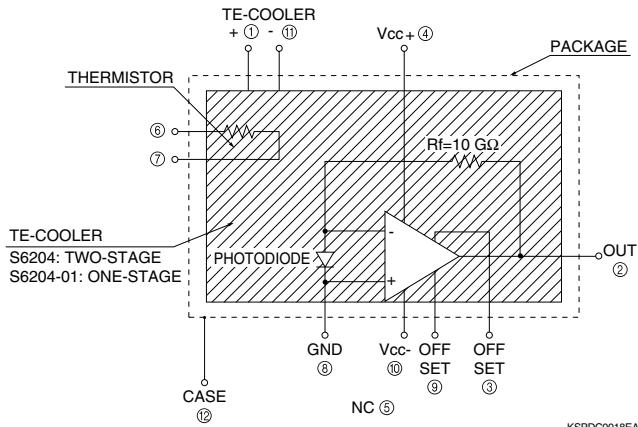 TE-COOLER
+ ① - ⑪
Vcc+ ④
PACKAGE
THERMISTOR
⑥
⑦
Rf=10 GΩ
TE-COOLER
S6204: TWO-STAGE
S6204-01: ONE-STAGE
PHOTODIODE
-
+
OUT
②
GND
⑧
Vcc-
⑩
OFF
SET
⑨
OFF
SET
③
CASE
⑫
NC ⑤
KSPDC0018EA